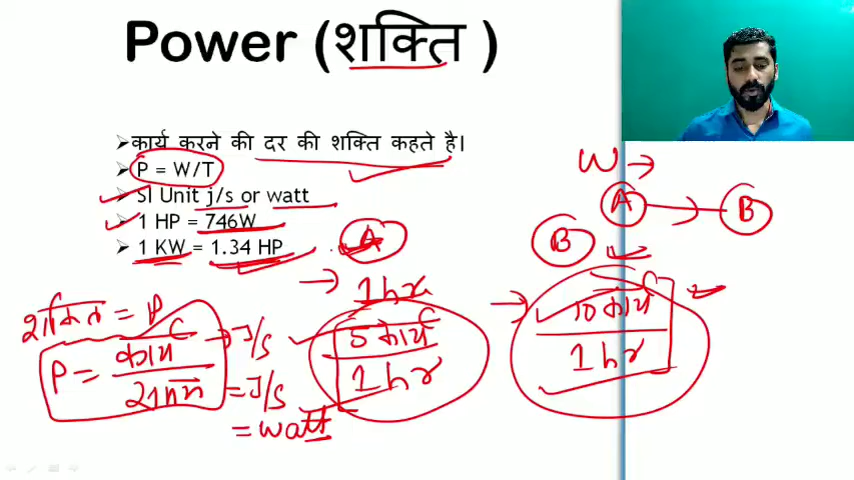 Power (शक्ति )
➢कार्य करने की दर की शक्ति कहते है।
➢P = W/T
➢SI Unit j/s or watt
➢1 HP = 746W
➢1 KW = 1.34 HP
W →
A B
A B
1 hr
शक्ति = P
P = कार्य → J/s
समय = J/s
= watt
5 कार्य
1 hr
10 कार्य
1 hr